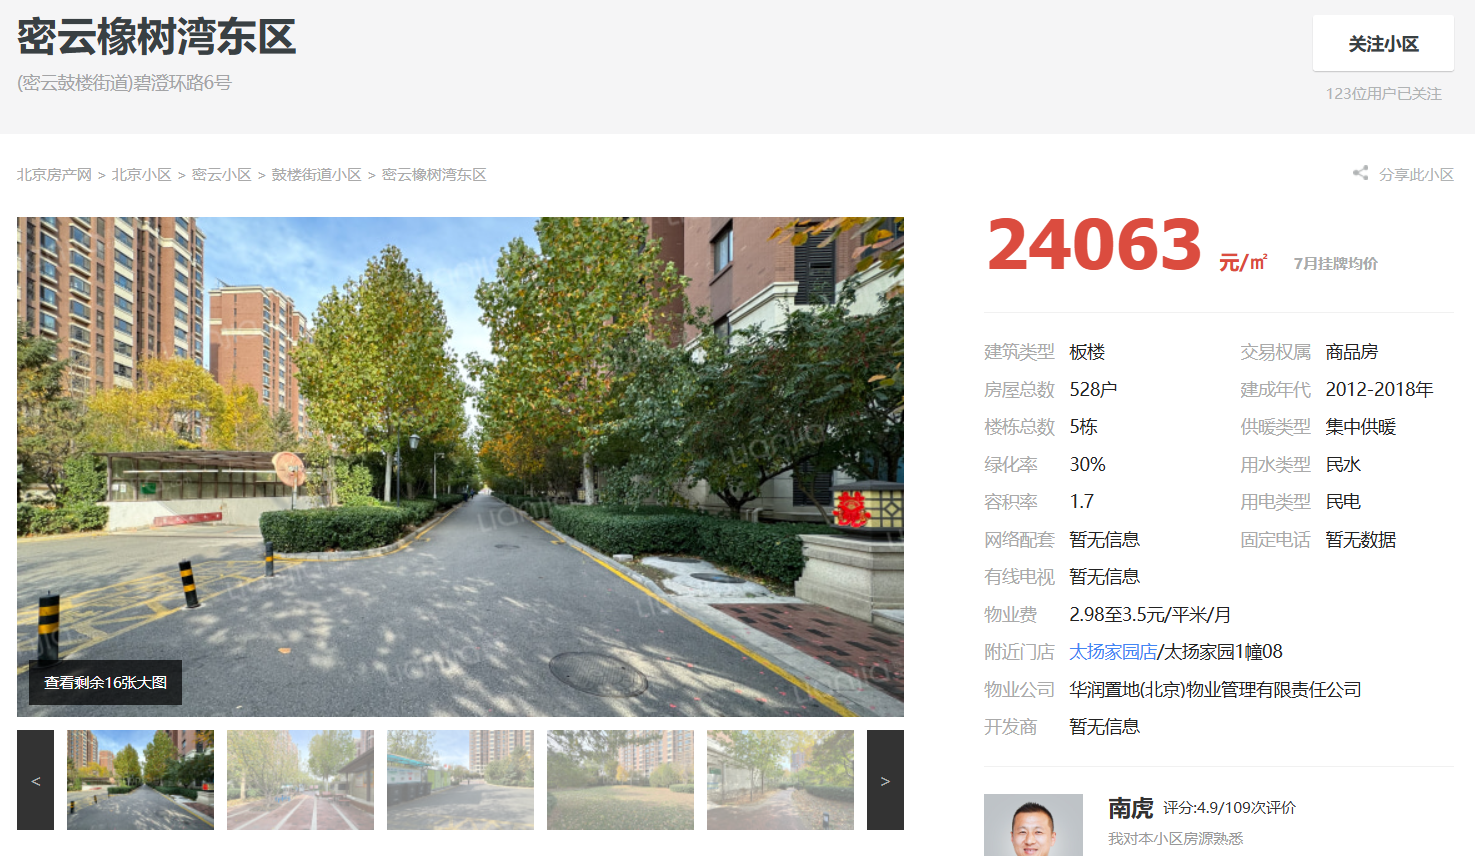 密云橡树湾东区
(密云鼓楼街道)碧澄环路6号
关注小区
123位用户已关注
北京房产网 > 北京小区 > 密云小区 > 鼓楼街道小区 > 密云橡树湾东区
分享此小区
24063 元/㎡ 7月挂牌均价
建筑类型 板楼 交易权属 商品房
房屋总数 528户 建成年代 2012-2018年
楼栋总数 5栋 供暖类型 集中供暖
绿化率 30% 用水类型 民水
容积率 1.7 用电类型 民电
网络配套 暂无信息 固定电话 暂无数据
有线电视 暂无信息
物业费 2.98至3.5元/平米/月
附近门店 太扬家园店/太扬家园1幢08
物业公司 华润置地(北京)物业管理有限责任公司
开发商 暂无信息
查看剩余16张大图
< >
南虎 评分:4.9/109次评价
我对本小区房源熟悉